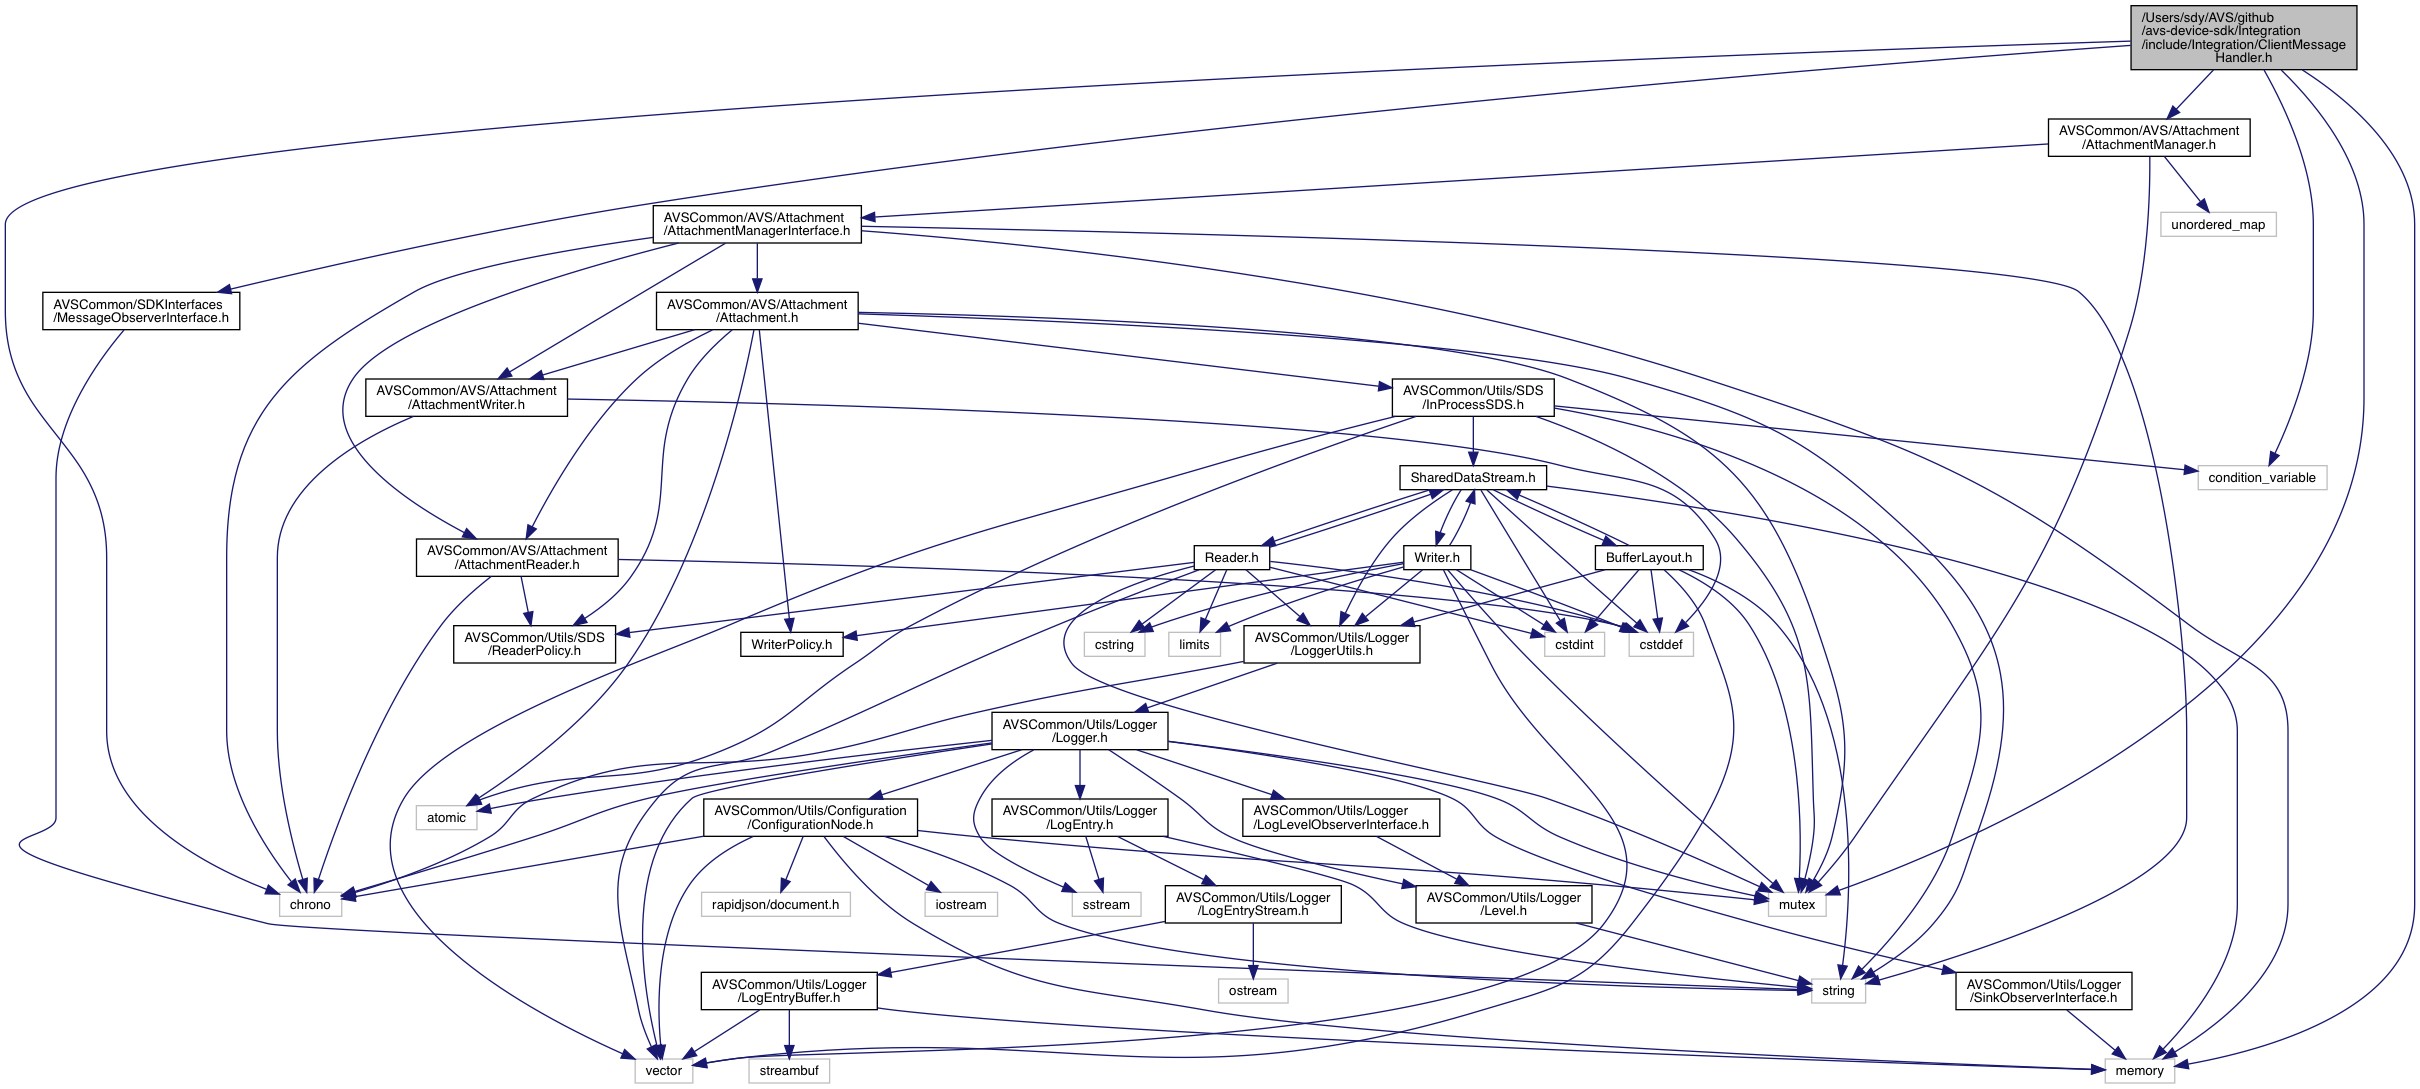 /Users/sdy/AVS/github
/avs-device-sdk/Integration
/include/Integration/ClientMessage
Handler.h
AVSCommon/AVS/Attachment
/AttachmentManager.h
AVSCommon/AVS/Attachment
/AttachmentManagerInterface.h
unordered_map
AVSCommon/SDKInterfaces
/MessageObserverInterface.h
AVSCommon/AVS/Attachment
/Attachment.h
AVSCommon/AVS/Attachment
/AttachmentWriter.h
AVSCommon/Utils/SDS
/InProcessSDS.h
SharedDataStream.h
condition_variable
AVSCommon/AVS/Attachment
/AttachmentReader.h
Reader.h
Writer.h
BufferLayout.h
AVSCommon/Utils/SDS
/ReaderPolicy.h
WriterPolicy.h
cstring
limits
AVSCommon/Utils/Logger
/LoggerUtils.h
cstdint
cstddef
AVSCommon/Utils/Logger
/Logger.h
atomic
AVSCommon/Utils/Configuration
/ConfigurationNode.h
AVSCommon/Utils/Logger
/LogEntry.h
AVSCommon/Utils/Logger
/LogLevelObserverInterface.h
chrono
rapidjson/document.h
iostream
sstream
AVSCommon/Utils/Logger
/LogEntryStream.h
AVSCommon/Utils/Logger
/Level.h
mutex
AVSCommon/Utils/Logger
/LogEntryBuffer.h
ostream
string
AVSCommon/Utils/Logger
/SinkObserverInterface.h
vector
streambuf
memory